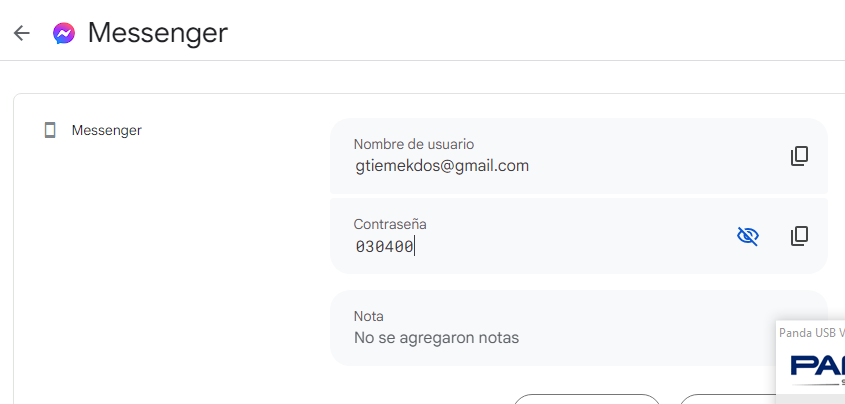 Messenger
Messenger
Nombre de usuario
gtiemekdos@gmail.com
Contraseña
030400
Nota
No se agregaron notas
Panda USB V